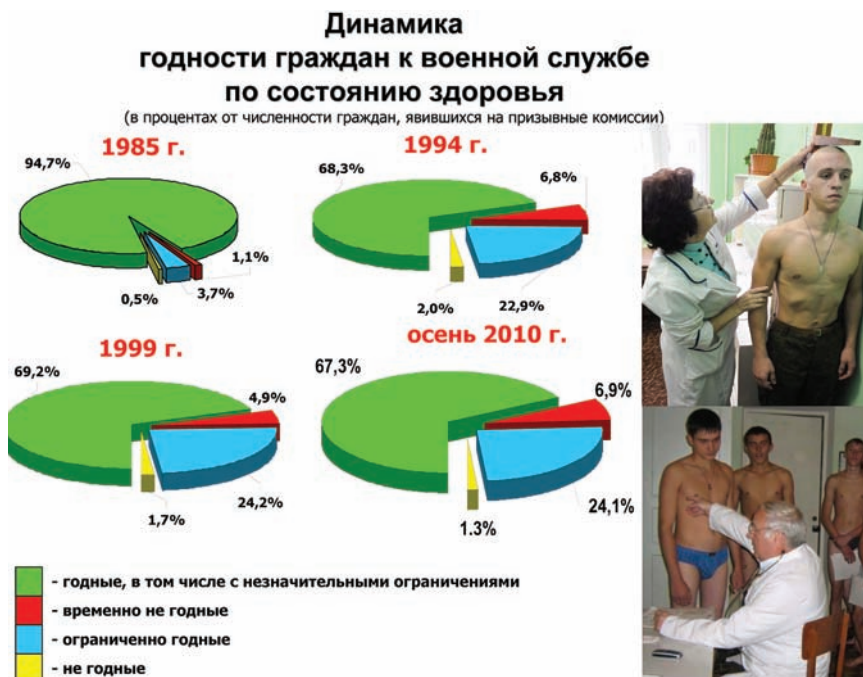 Динамика
годности граждан к военной службе
по состоянию здоровья
(в процентах от численности граждан, явившихся на призывные комиссии)
1985 г.
94,7%
1,1%
3,7%
0,5%
1994 г.
68,3%
6,8%
22,9%
2,0%
1999 г.
69,2%
4,9%
24,2%
1,7%
осень 2010 г.
67,3%
6,9%
24,1%
1.3%
- годные, в том числе с незначительными ограничениями
- временно не годные
- ограниченно годные
- не годные